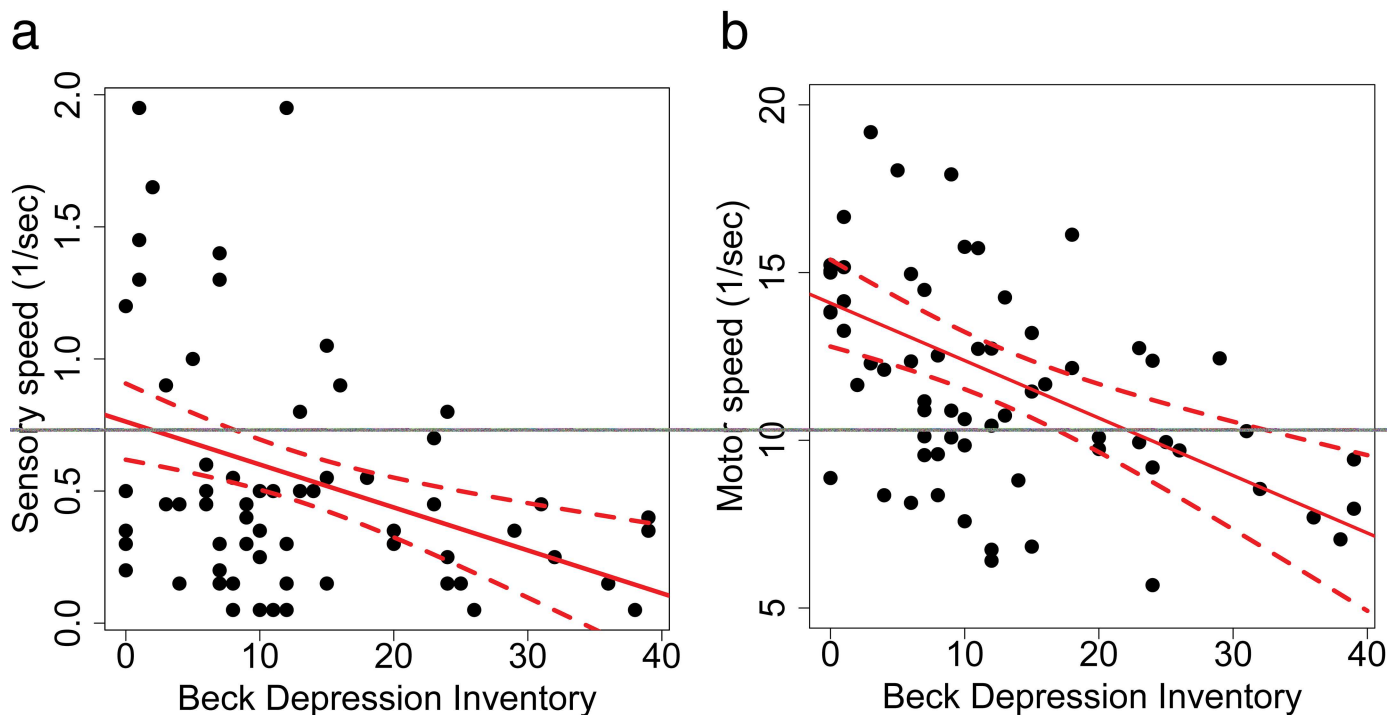 a
Sensory speed (1/sec)
2.0
1.5
1.0
0.5
0.0
0 10 20 30 40
Beck Depression Inventory
b
Motor speed (1/sec)
20
15
10
5
0 10 20 30 40
Beck Depression Inventory